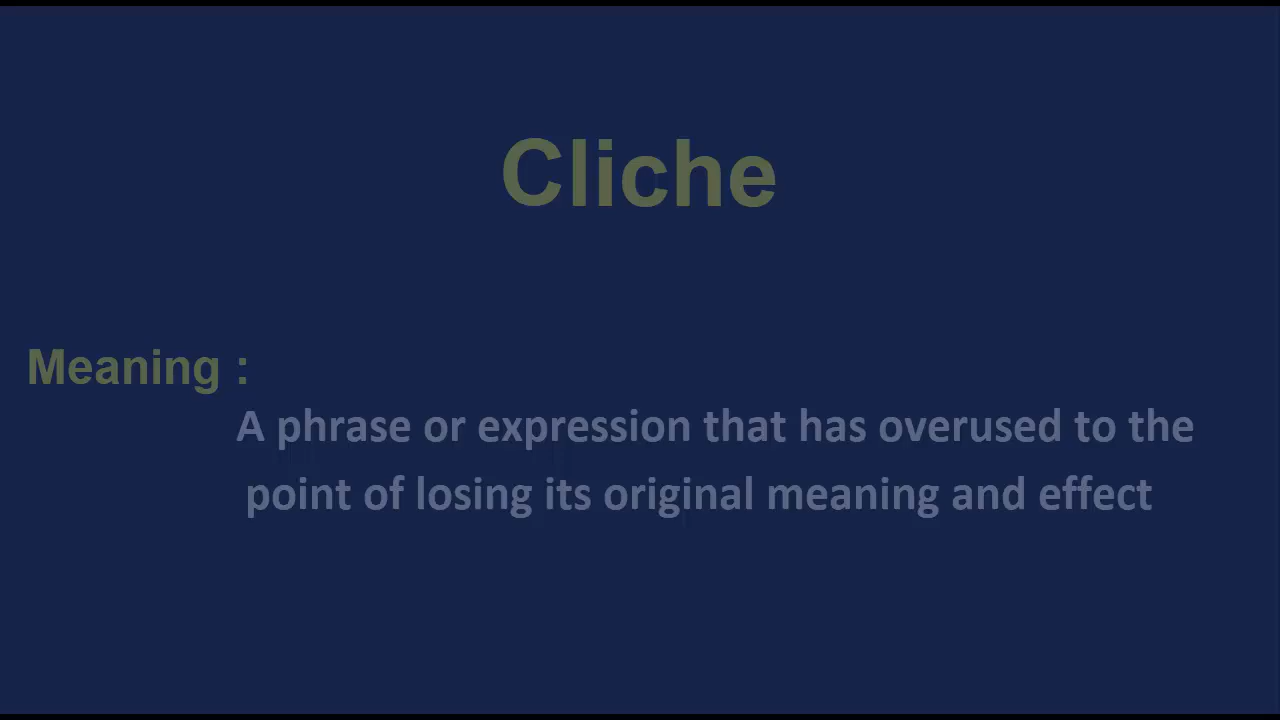 Cliche
Meaning :
A phrase or expression that has overused to the
point of losing its original meaning and effect